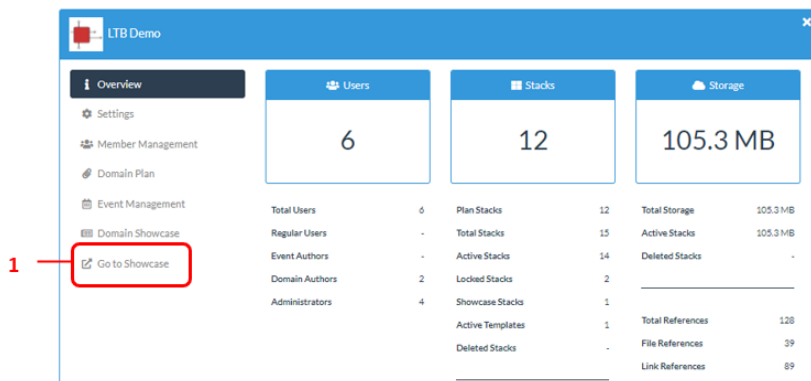 LTB Demo
Overview
Settings
Member Management
Domain Plan
Event Management
Domain Showcase
1
Go to Showcase
Users
6
Total Users 6
Regular Users -
Event Authors -
Domain Authors 2
Administrators 4
Stacks
12
Plan Stacks 12
Total Stacks 15
Active Stacks 14
Locked Stacks 2
Showcase Stacks 1
Active Templates 1
Deleted Stacks -
Storage
105.3 MB
Total Storage 105.3 MB
Active Stacks 105.3 MB
Deleted Stacks -
Total References 128
File References 39
Link References 89